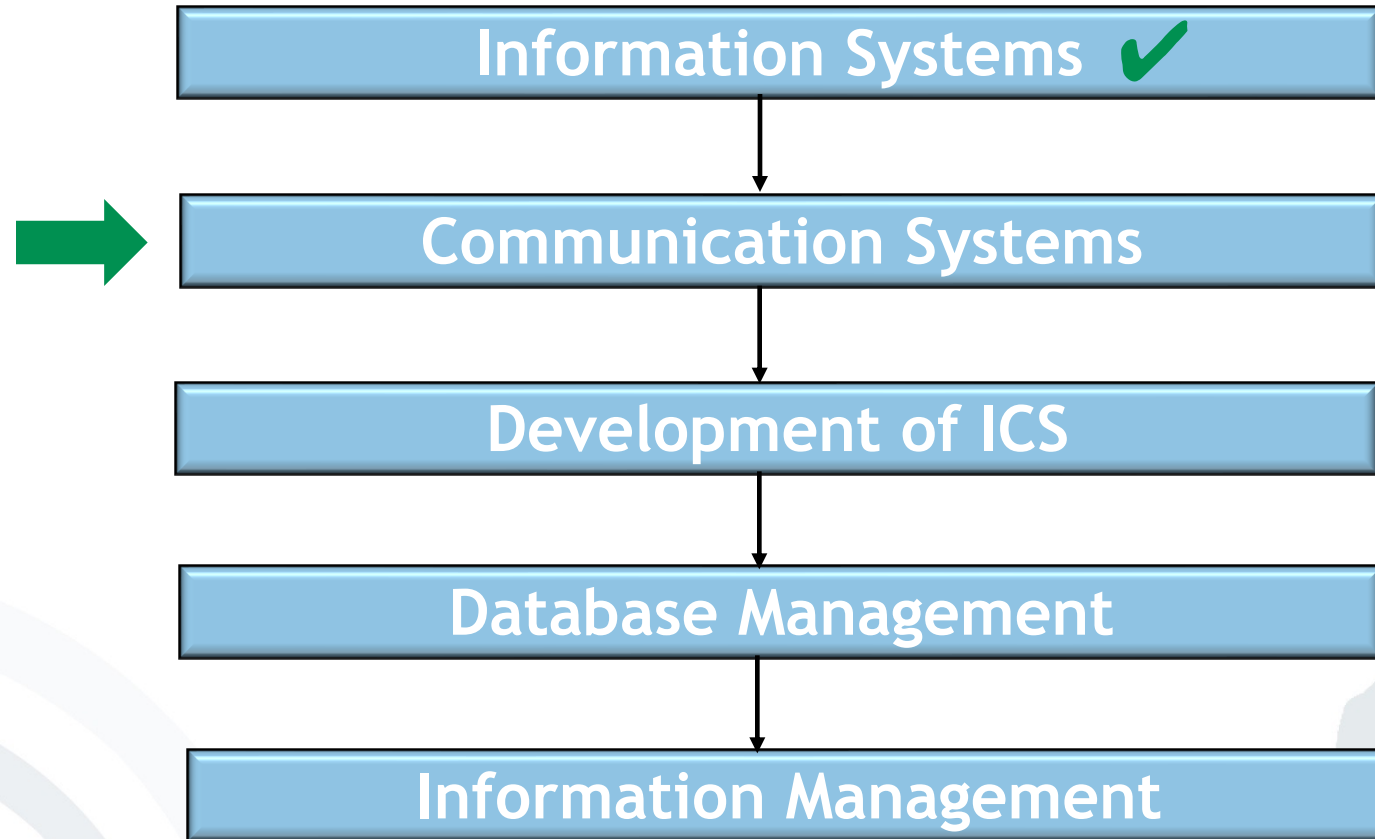 Information Systems ✔
Communication Systems
Development of ICS
Database Management
Information Management